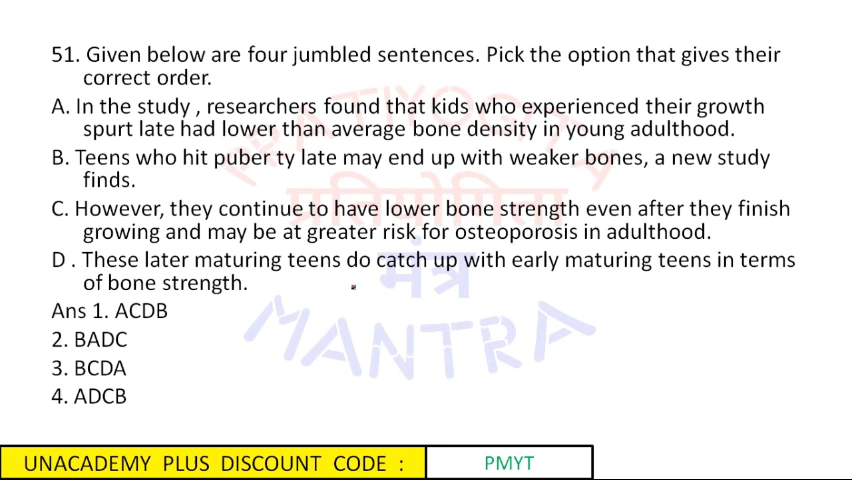 51. Given below are four jumbled sentences. Pick the option that gives their
correct order.
A. In the study , researchers found that kids who experienced their growth
spurt late had lower than average bone density in young adulthood.
B. Teens who hit puber ty late may end up with weaker bones, a new study
finds.
C. However, they continue to have lower bone strength even after they finish
growing and may be at greater risk for osteoporosis in adulthood.
D . These later maturing teens do catch up with early maturing teens in terms
of bone strength.
Ans 1. ACDB
2. BADC
3. BCDA
4. ADCB
PRATIYOGITA
प्रतियोगिता
मंत्र
MANTRA
UNACADEMY PLUS DISCOUNT CODE :
PMYT